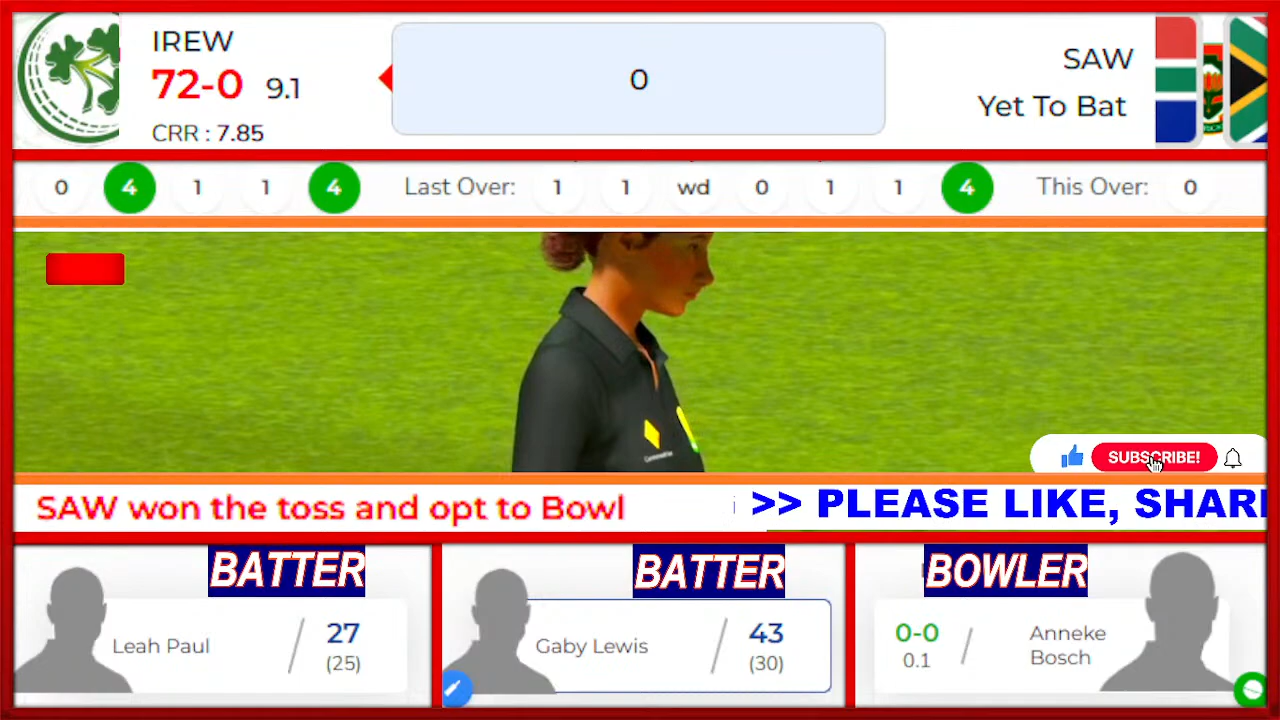 IREW
72-0 9.1
CRR : 7.85
0
SAW
Yet To Bat
0 4 1 1 4 Last Over: 1 1 wd 0 1 1 4 This Over: 0
SUBSCRIBE!
SAW won the toss and opt to Bowl
>> PLEASE LIKE, SHAR
BATTER
Leah Paul
27
(25)
BATTER
Gaby Lewis
43
(30)
BOWLER
0-0
0.1
Anneke
Bosch